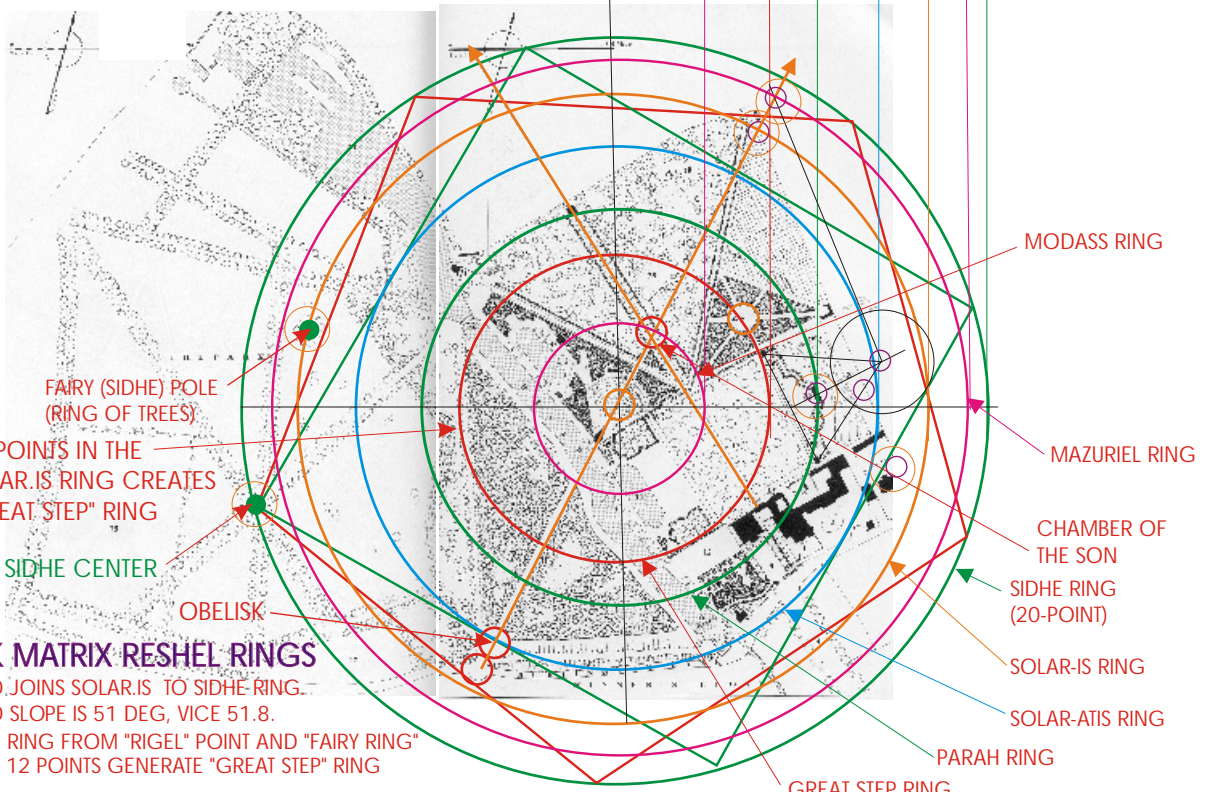 MODASS RING
FAIRY (SIDHE) POLE
(RING OF TREES)
POINTS IN THE
AR.IS RING CREATES
EAT STEP" RING
MAZURIEL RING
CHAMBER OF
THE SON
SIDHE CENTER
SIDHE RING
(20-POINT)
OBELISK
MATRIX RESHEL RINGS
JOINS SOLAR.IS TO SIDHE RING.
SLOPE IS 51 DEG, VICE 51.8.
RING FROM "RIGEL" POINT AND "FAIRY RING"
12 POINTS GENERATE "GREAT STEP" RING
SOLAR-IS RING
SOLAR-ATIS RING
PARAH RING
GREAT STEP RING